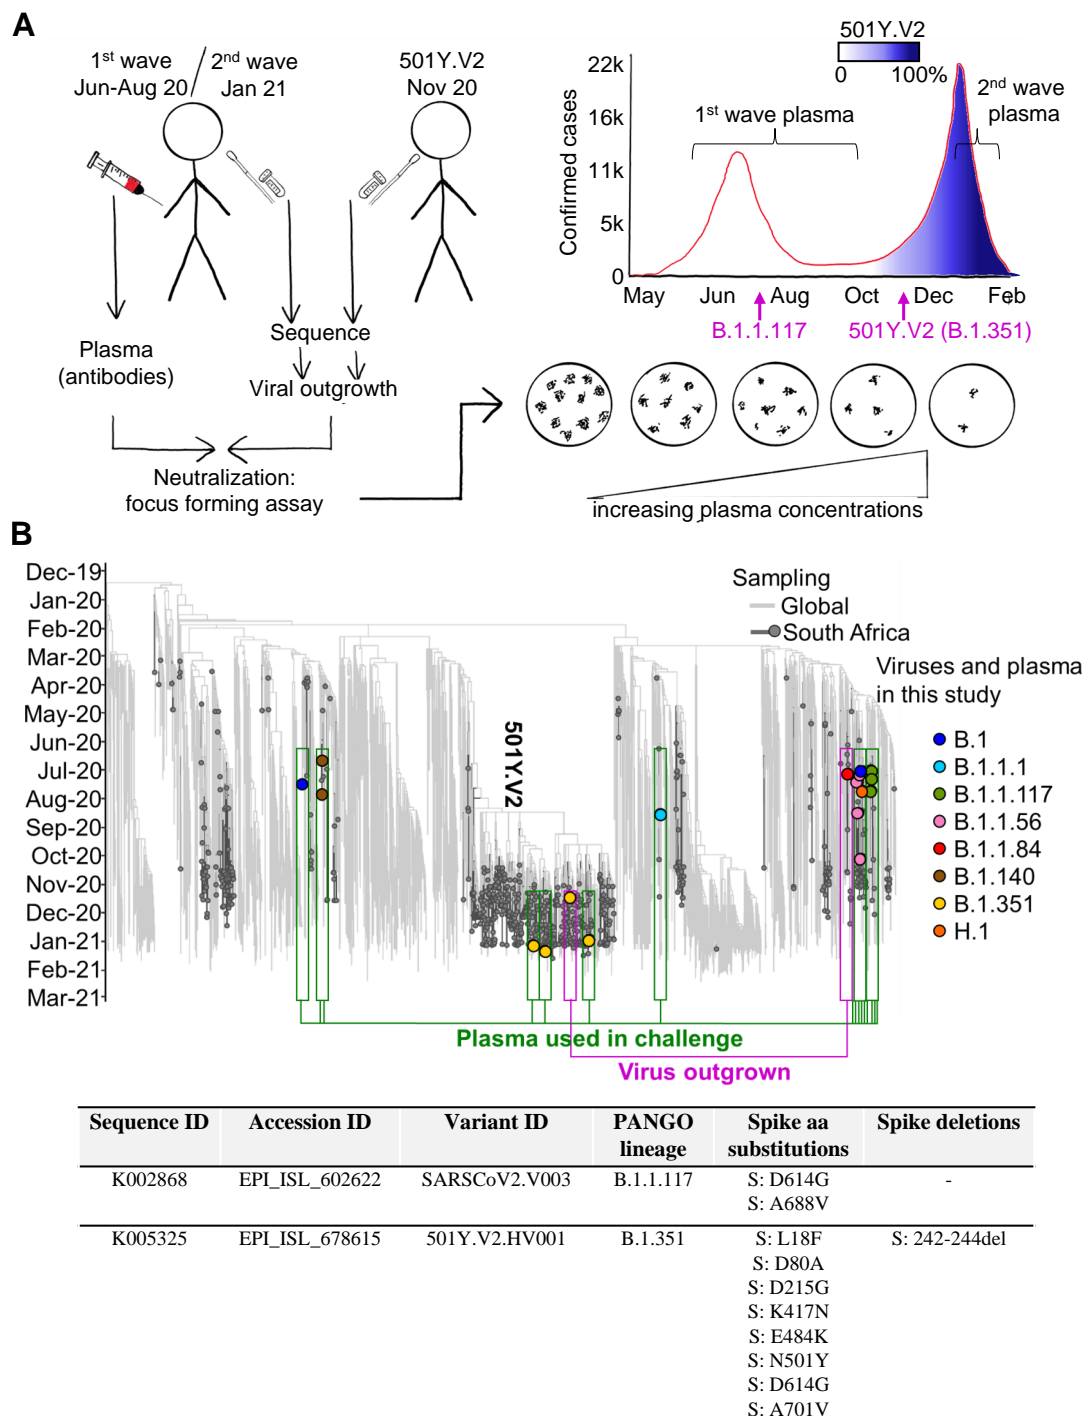 A
1st wave
Jun-Aug 20
2nd wave
Jan 21
501Y.V2
Nov 20
Sequence
Plasma
(antibodies)
Viral outgrowth
Neutralization:
focus forming assay
501Y.V2
0 100%
Confirmed cases
22k
16k
11k
5k
0
1st wave plasma
2nd wave
plasma
May Jun Aug Oct Dec Feb
B.1.1.117 501Y.V2 (B.1.351)
increasing plasma concentrations
B
Dec-19
Jan-20
Feb-20
Mar-20
Apr-20
May-20
Jun-20
Jul-20
Aug-20
Sep-20
Oct-20
Nov-20
Dec-20
Jan-21
Feb-21
Mar-21
501Y.V2
Sampling
Global
South Africa
Viruses and plasma
in this study
B.1
B.1.1.1
B.1.1.117
B.1.1.56
B.1.1.84
B.1.140
B.1.351
H.1
Plasma used in challenge
Virus outgrown
Sequence ID Accession ID Variant ID PANGO lineage Spike aa substitutions Spike deletions
K002868 EPI_ISL_602622 SARSCoV2.V003 B.1.1.117 S: D614G -
S: A688V
K005325 EPI_ISL_678615 501Y.V2.HV001 B.1.351 S: L18F S: 242-244del
S: D80A
S: D215G
S: K417N
S: E484K
S: N501Y
S: D614G
S: A701V